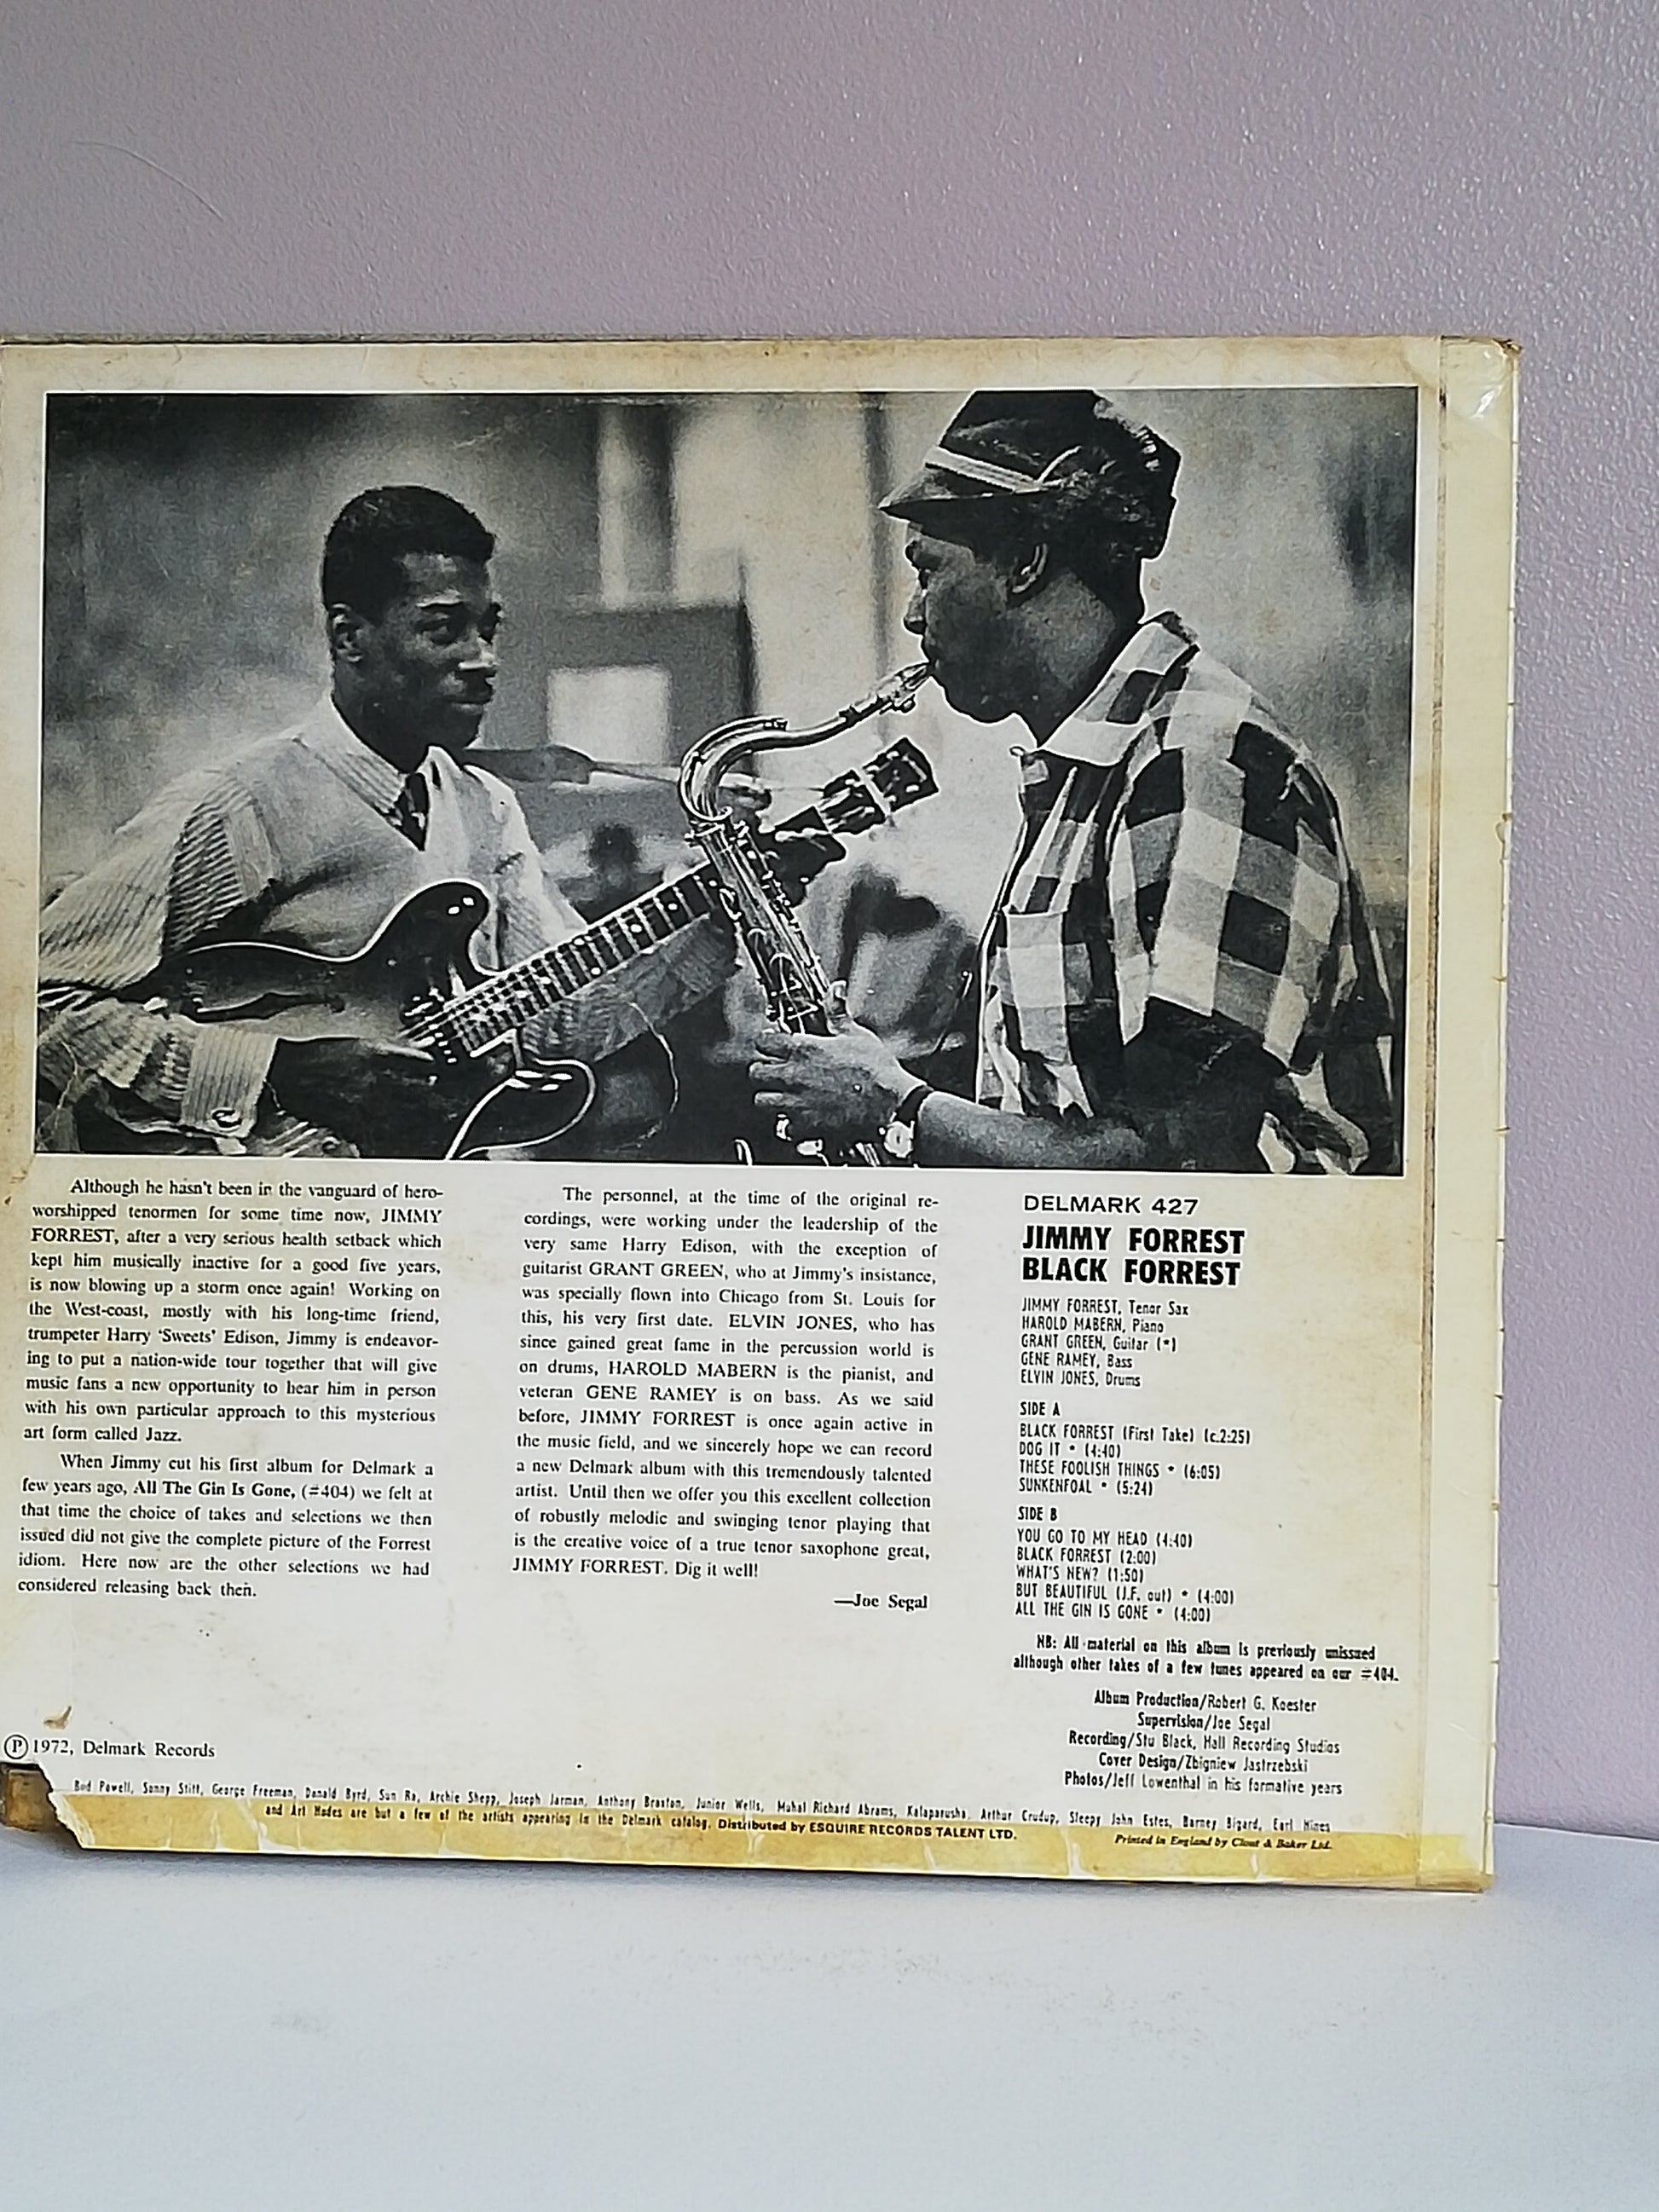 Although he hasn't been in the vanguard of hero-
worshipped tenormen for some time now, JIMMY
FORREST, after a very serious health setback which
kept him musically inactive for a good five years,
is now blowing up a storm once again! Working on
the West-coast, mostly with his long-time friend,
trumpeter Harry 'Sweets' Edison, Jimmy is endeavor-
ing to put a nation-wide tour together that will give
music fans a new opportunity to hear him in person
with his own particular approach to this mysterious
art form called Jazz.
When Jimmy cut his first album for Delmark a
few years ago, All The Gin Is Gone, (#404) we felt at
that time the choice of takes and selections we then
issued did not give the complete picture of the Forrest
idiom. Here now are the other selections we had
considered releasing back then.
The personnel, at the time of the original re-
cordings, were working under the leadership of the
very same Harry Edison, with the exception of
guitarist GRANT GREEN, who at Jimmy's insistance,
was specially flown into Chicago from St. Louis for
this, his very first date. ELVIN JONES, who has
since gained great fame in the percussion world is
on drums, HAROLD MABERN is the pianist, and
veteran GENE RAMEY is on bass. As we said
before, JIMMY FORREST is once again active in
the music field, and we sincerely hope we can record
a new Delmark album with this tremendously talented
artist. Until then we offer you this excellent collection
of robustly melodic and swinging tenor playing that
is the creative voice of a true tenor saxophone great,
JIMMY FORREST. Dig it well!
—Joe Segal
DELMARK 427
JIMMY FORREST
BLACK FORREST
JIMMY FORREST, Tenor Sax
HAROLD MABERN, Piano
GRANT GREEN, Guitar (*)
GENE RAMEY, Bass
ELVIN JONES, Drums
SIDE A
BLACK FORREST (First Take) (c.2:25)
DOG IT * (4:40)
THESE FOOLISH THINGS * (6:05)
SUNKENFOAL * (5:24)
SIDE B
YOU GO TO MY HEAD (4:40)
BLACK FORREST (2:00)
WHAT'S NEW? (1:50)
BUT BEAUTIFUL (J.F. out) * (4:00)
ALL THE GIN IS GONE * (4:00)
NB: All material on this album is previously unissued
although other takes of a few tunes appeared on our #404.
Album Production/Robert G. Koester
Supervision/Joe Segal
Recording/Stu Black, Hall Recording Studios
Cover Design/Zbigniew Jastrzebski
Photos/Jeff Lowenthal in his formative years
Ⓟ 1972, Delmark Records
Bud Powell, Sonny Stitt, George Freeman, Donald Byrd, Sun Ra, Archie Shepp, Joseph Jarman, Anthony Braxton, Junior Wells, Muhal Richard Abrams, Kalaparusha, Arthur Crudup, Sleepy John Estes, Barney Bigard, Earl Hines
and Art Hodes are but a few of the artists appearing in the Delmark catalog. Distributed by ESQUIRE RECORDS TALENT LTD.
Printed in England by Clout & Baker Ltd.